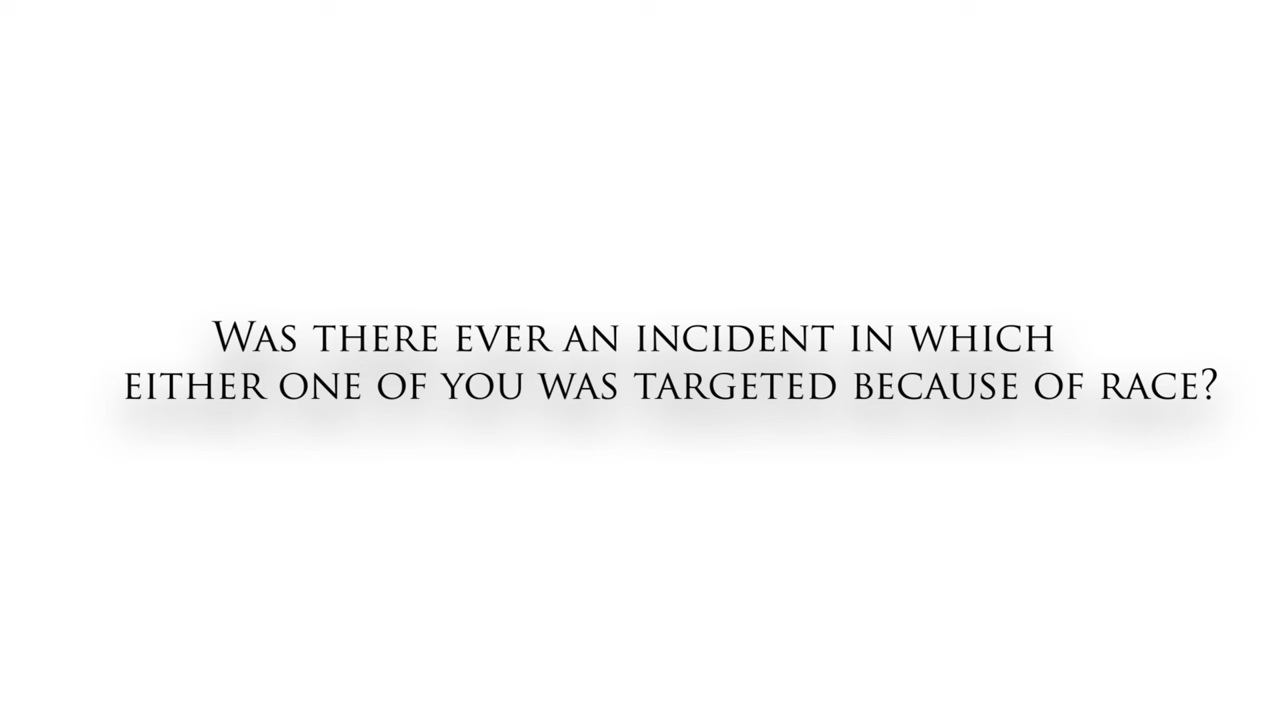 Was there ever an incident in which
either one of you was targeted because of race?